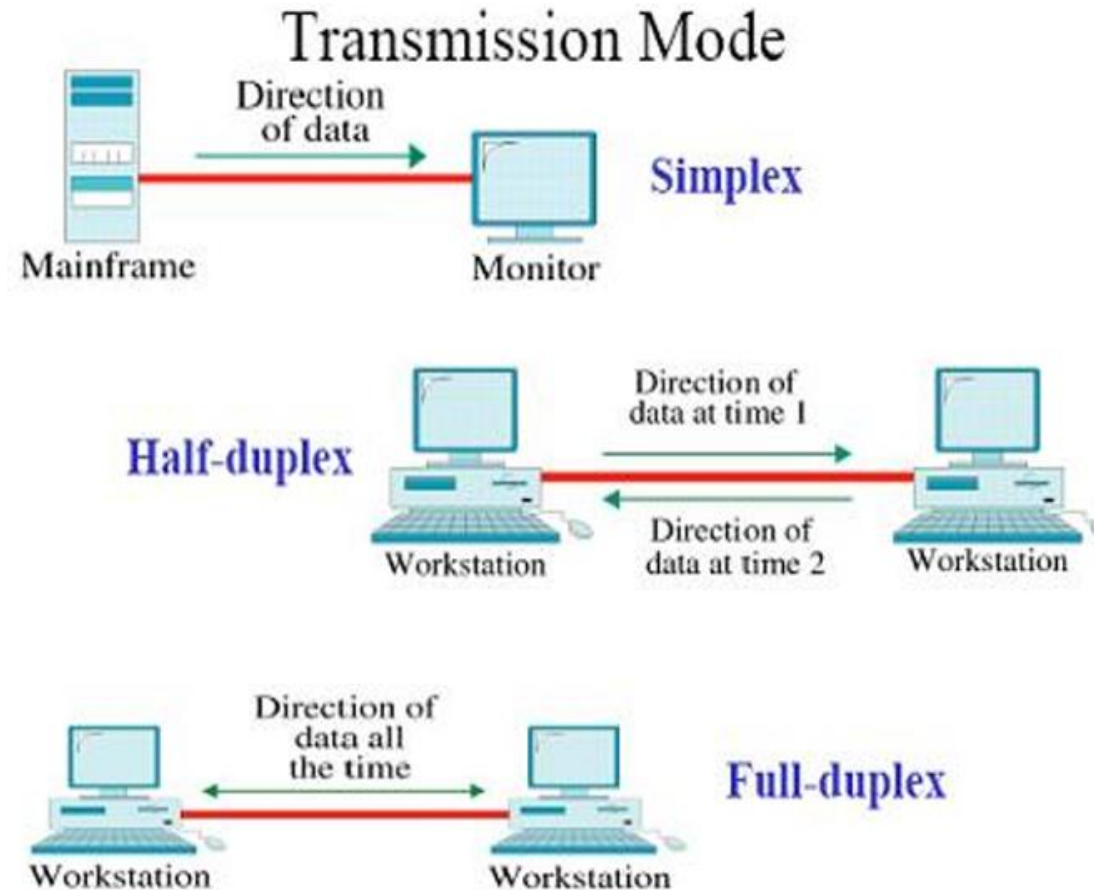 Transmission Mode
Direction
of data
Simplex
Mainframe
Monitor
Half-duplex
Direction of
data at time 1
Direction of
data at time 2
Workstation
Workstation
Direction of
data all
the time
Full-duplex
Workstation
Workstation